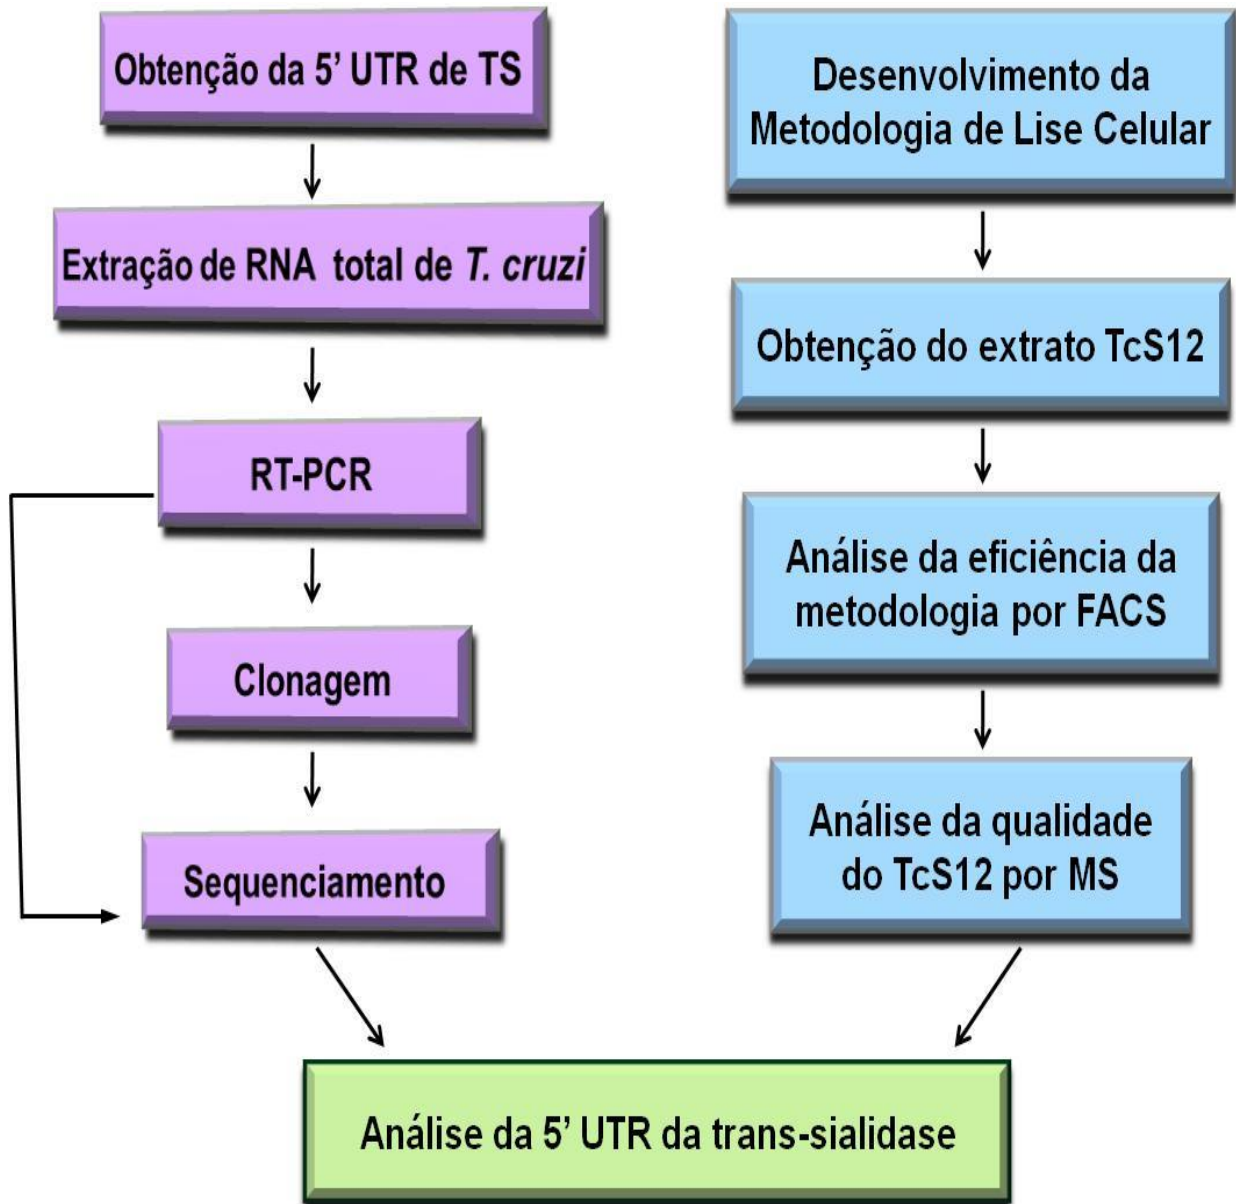 Obtenção da 5’ UTR de TS
Extração de RNA total de T. cruzi
RT-PCR
Clonagem
Sequenciamento
Desenvolvimento da
Metodologia de Lise Celular
Obtenção do extrato TcS12
Análise da eficiência da
metodologia por FACS
Análise da qualidade
do TcS12 por MS
Análise da 5’ UTR da trans-sialidase